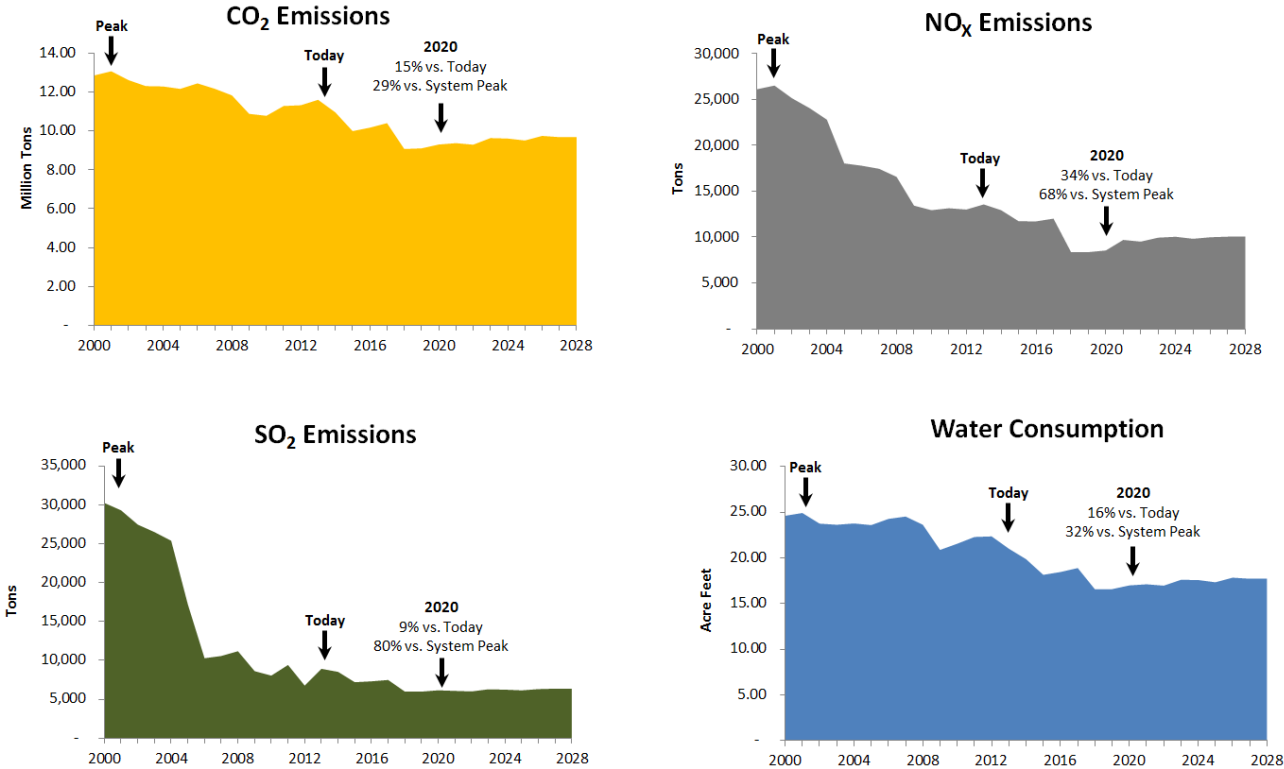 CO2 Emissions
Peak
Today
2020
15% vs. Today
29% vs. System Peak
Million Tons
14.00
12.00
10.00
8.00
6.00
4.00
2.00
-
2000 2004 2008 2012 2016 2020 2024 2028
NOX Emissions
Peak
Today
2020
34% vs. Today
68% vs. System Peak
Tons
30,000
25,000
20,000
15,000
10,000
5,000
-
2000 2004 2008 2012 2016 2020 2024 2028
SO2 Emissions
Peak
Today
2020
9% vs. Today
80% vs. System Peak
Tons
35,000
30,000
25,000
20,000
15,000
10,000
5,000
-
2000 2004 2008 2012 2016 2020 2024 2028
Water Consumption
Peak
Today
2020
16% vs. Today
32% vs. System Peak
Acre Feet
30.00
25.00
20.00
15.00
10.00
5.00
-
2000 2004 2008 2012 2016 2020 2024 2028